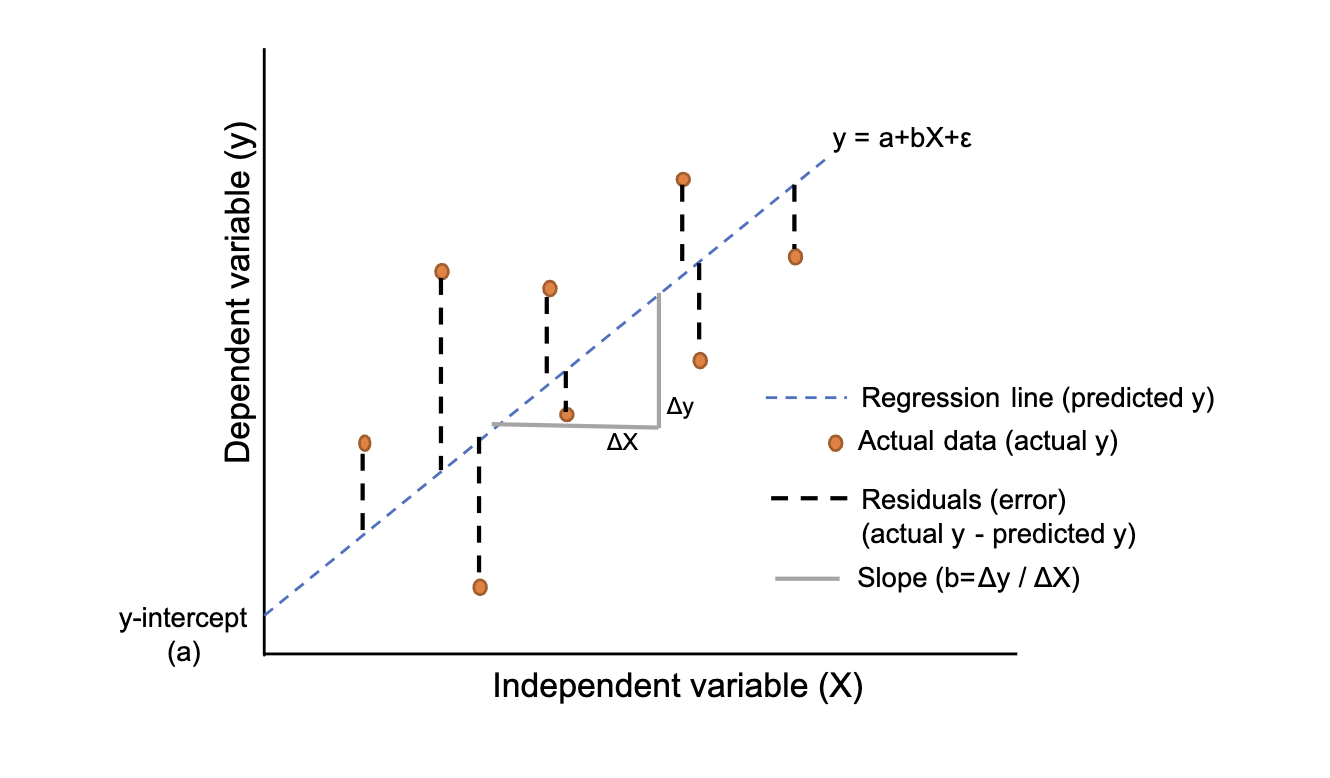 y = a+bX+ε
Dependent variable (y)
Δy
ΔX
Regression line (predicted y)
Actual data (actual y)
Residuals (error)
(actual y - predicted y)
Slope (b=Δy / ΔX)
y-intercept
(a)
Independent variable (X)